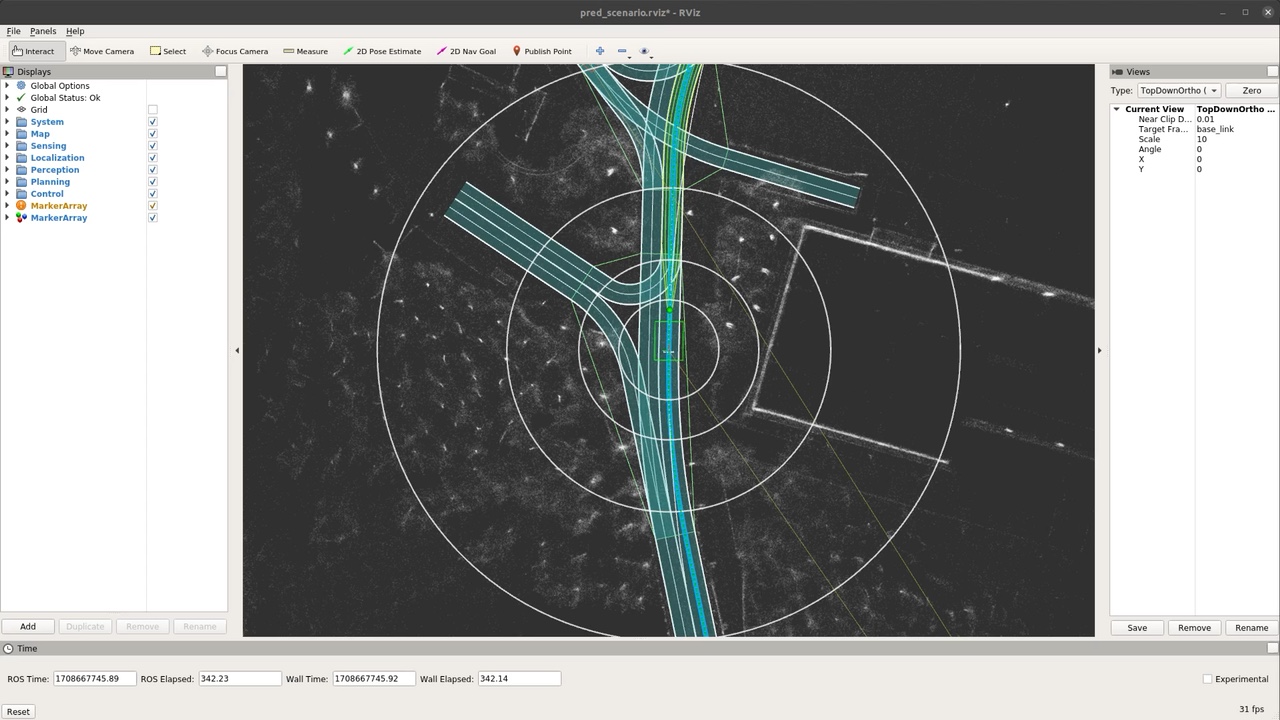 pred_scenario.rviz* - RViz
File Panels Help
Interact Move Camera Select Focus Camera Measure 2D Pose Estimate 2D Nav Goal Publish Point
Displays
Global Options
Global Status: Ok
Grid
System
Map
Sensing
Localization
Perception
Planning
Control
MarkerArray
MarkerArray
Add Duplicate Remove Rename
Views
Type: TopDownOrtho ( Zero
Current View TopDownOrtho ...
Near Clip D... 0.01
Target Fra... base_link
Scale 10
Angle 0
X 0
Y 0
Save Remove Rename
Time
ROS Time: 1708667745.89 ROS Elapsed: 342.23 Wall Time: 1708667745.92 Wall Elapsed: 342.14 Experimental
Reset 31 fps